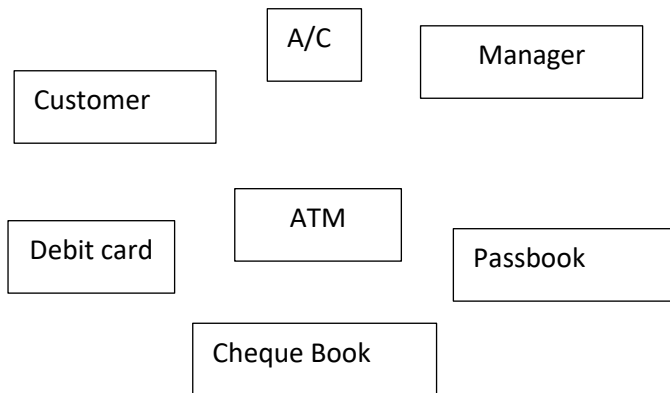 A/C
Manager
Customer
ATM
Debit card
Passbook
Cheque Book